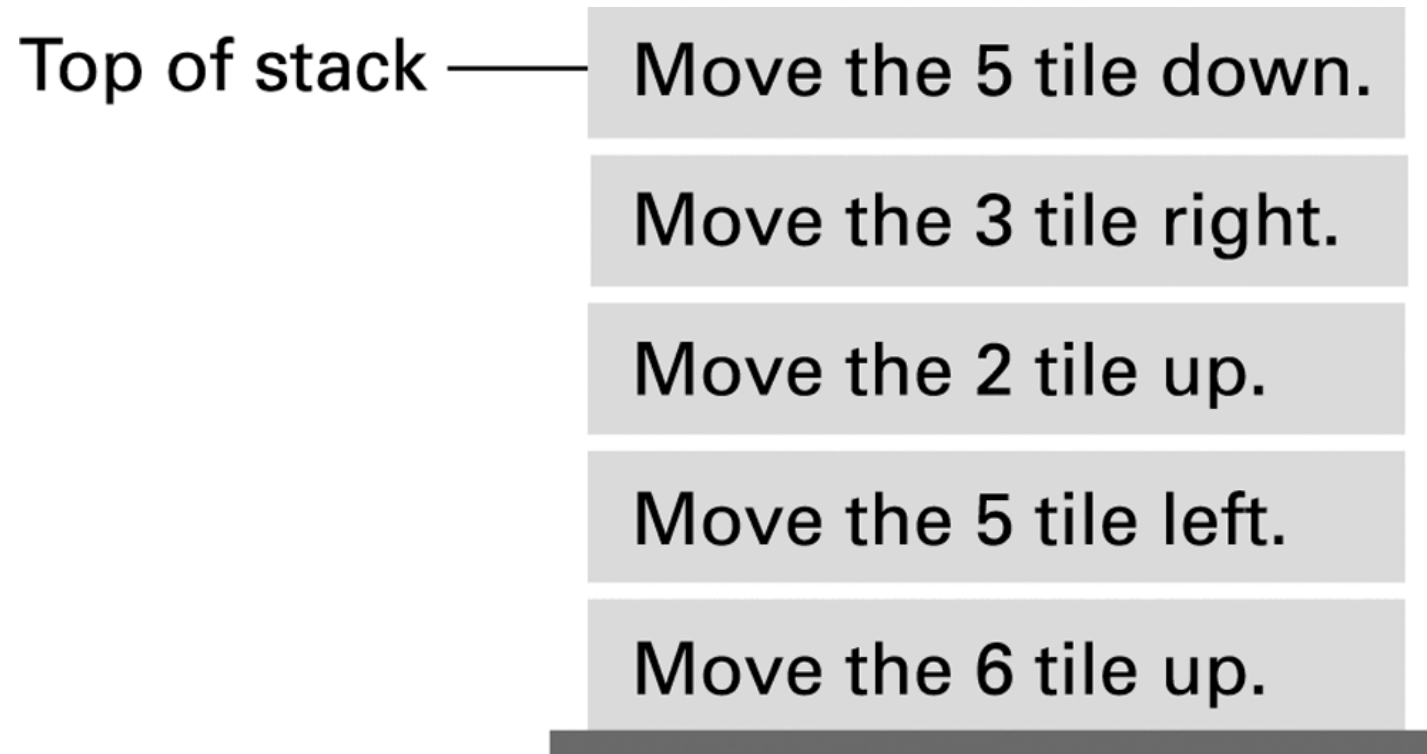 Top of stack
Move the 5 tile down.
Move the 3 tile right.
Move the 2 tile up.
Move the 5 tile left.
Move the 6 tile up.